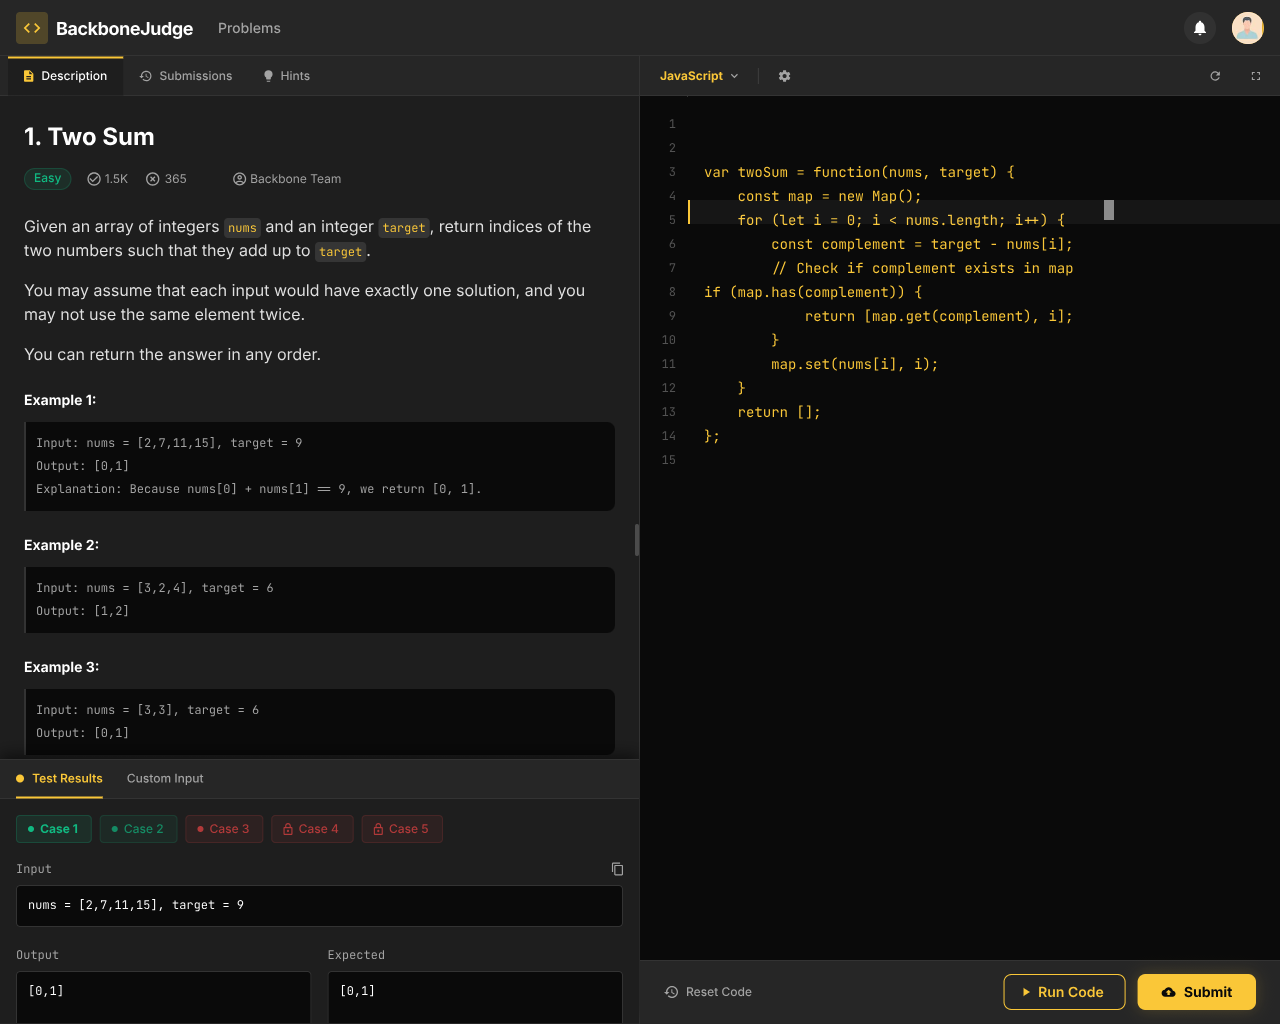 BackboneJudge
Problems
Description
Submissions
Hints
1. Two Sum
Easy
1.5K
365
Backbone Team
Given an array of integers nums and an integer target, return indices of the
two numbers such that they add up to target.
You may assume that each input would have exactly one solution, and you
may not use the same element twice.
You can return the answer in any order.
Example 1:
Input: nums = [2,7,11,15], target = 9
Output: [0,1]
Explanation: Because nums[0] + nums[1] == 9, we return [0, 1].
Example 2:
Input: nums = [3,2,4], target = 6
Output: [1,2]
Example 3:
Input: nums = [3,3], target = 6
Output: [0,1]
Test Results
Custom Input
Case 1
Case 2
Case 3
Case 4
Case 5
Input
nums = [2,7,11,15], target = 9
Output
[0,1]
Expected
[0,1]
JavaScript
1
2
3 var twoSum = function(nums, target) {
4 const map = new Map();
5 for (let i = 0; i < nums.length; i++) {
6 const complement = target - nums[i];
7 // Check if complement exists in map
8 if (map.has(complement)) {
9 return [map.get(complement), i];
10 }
11 map.set(nums[i], i);
12 }
13 return [];
14 };
15
Reset Code
Run Code
Submit